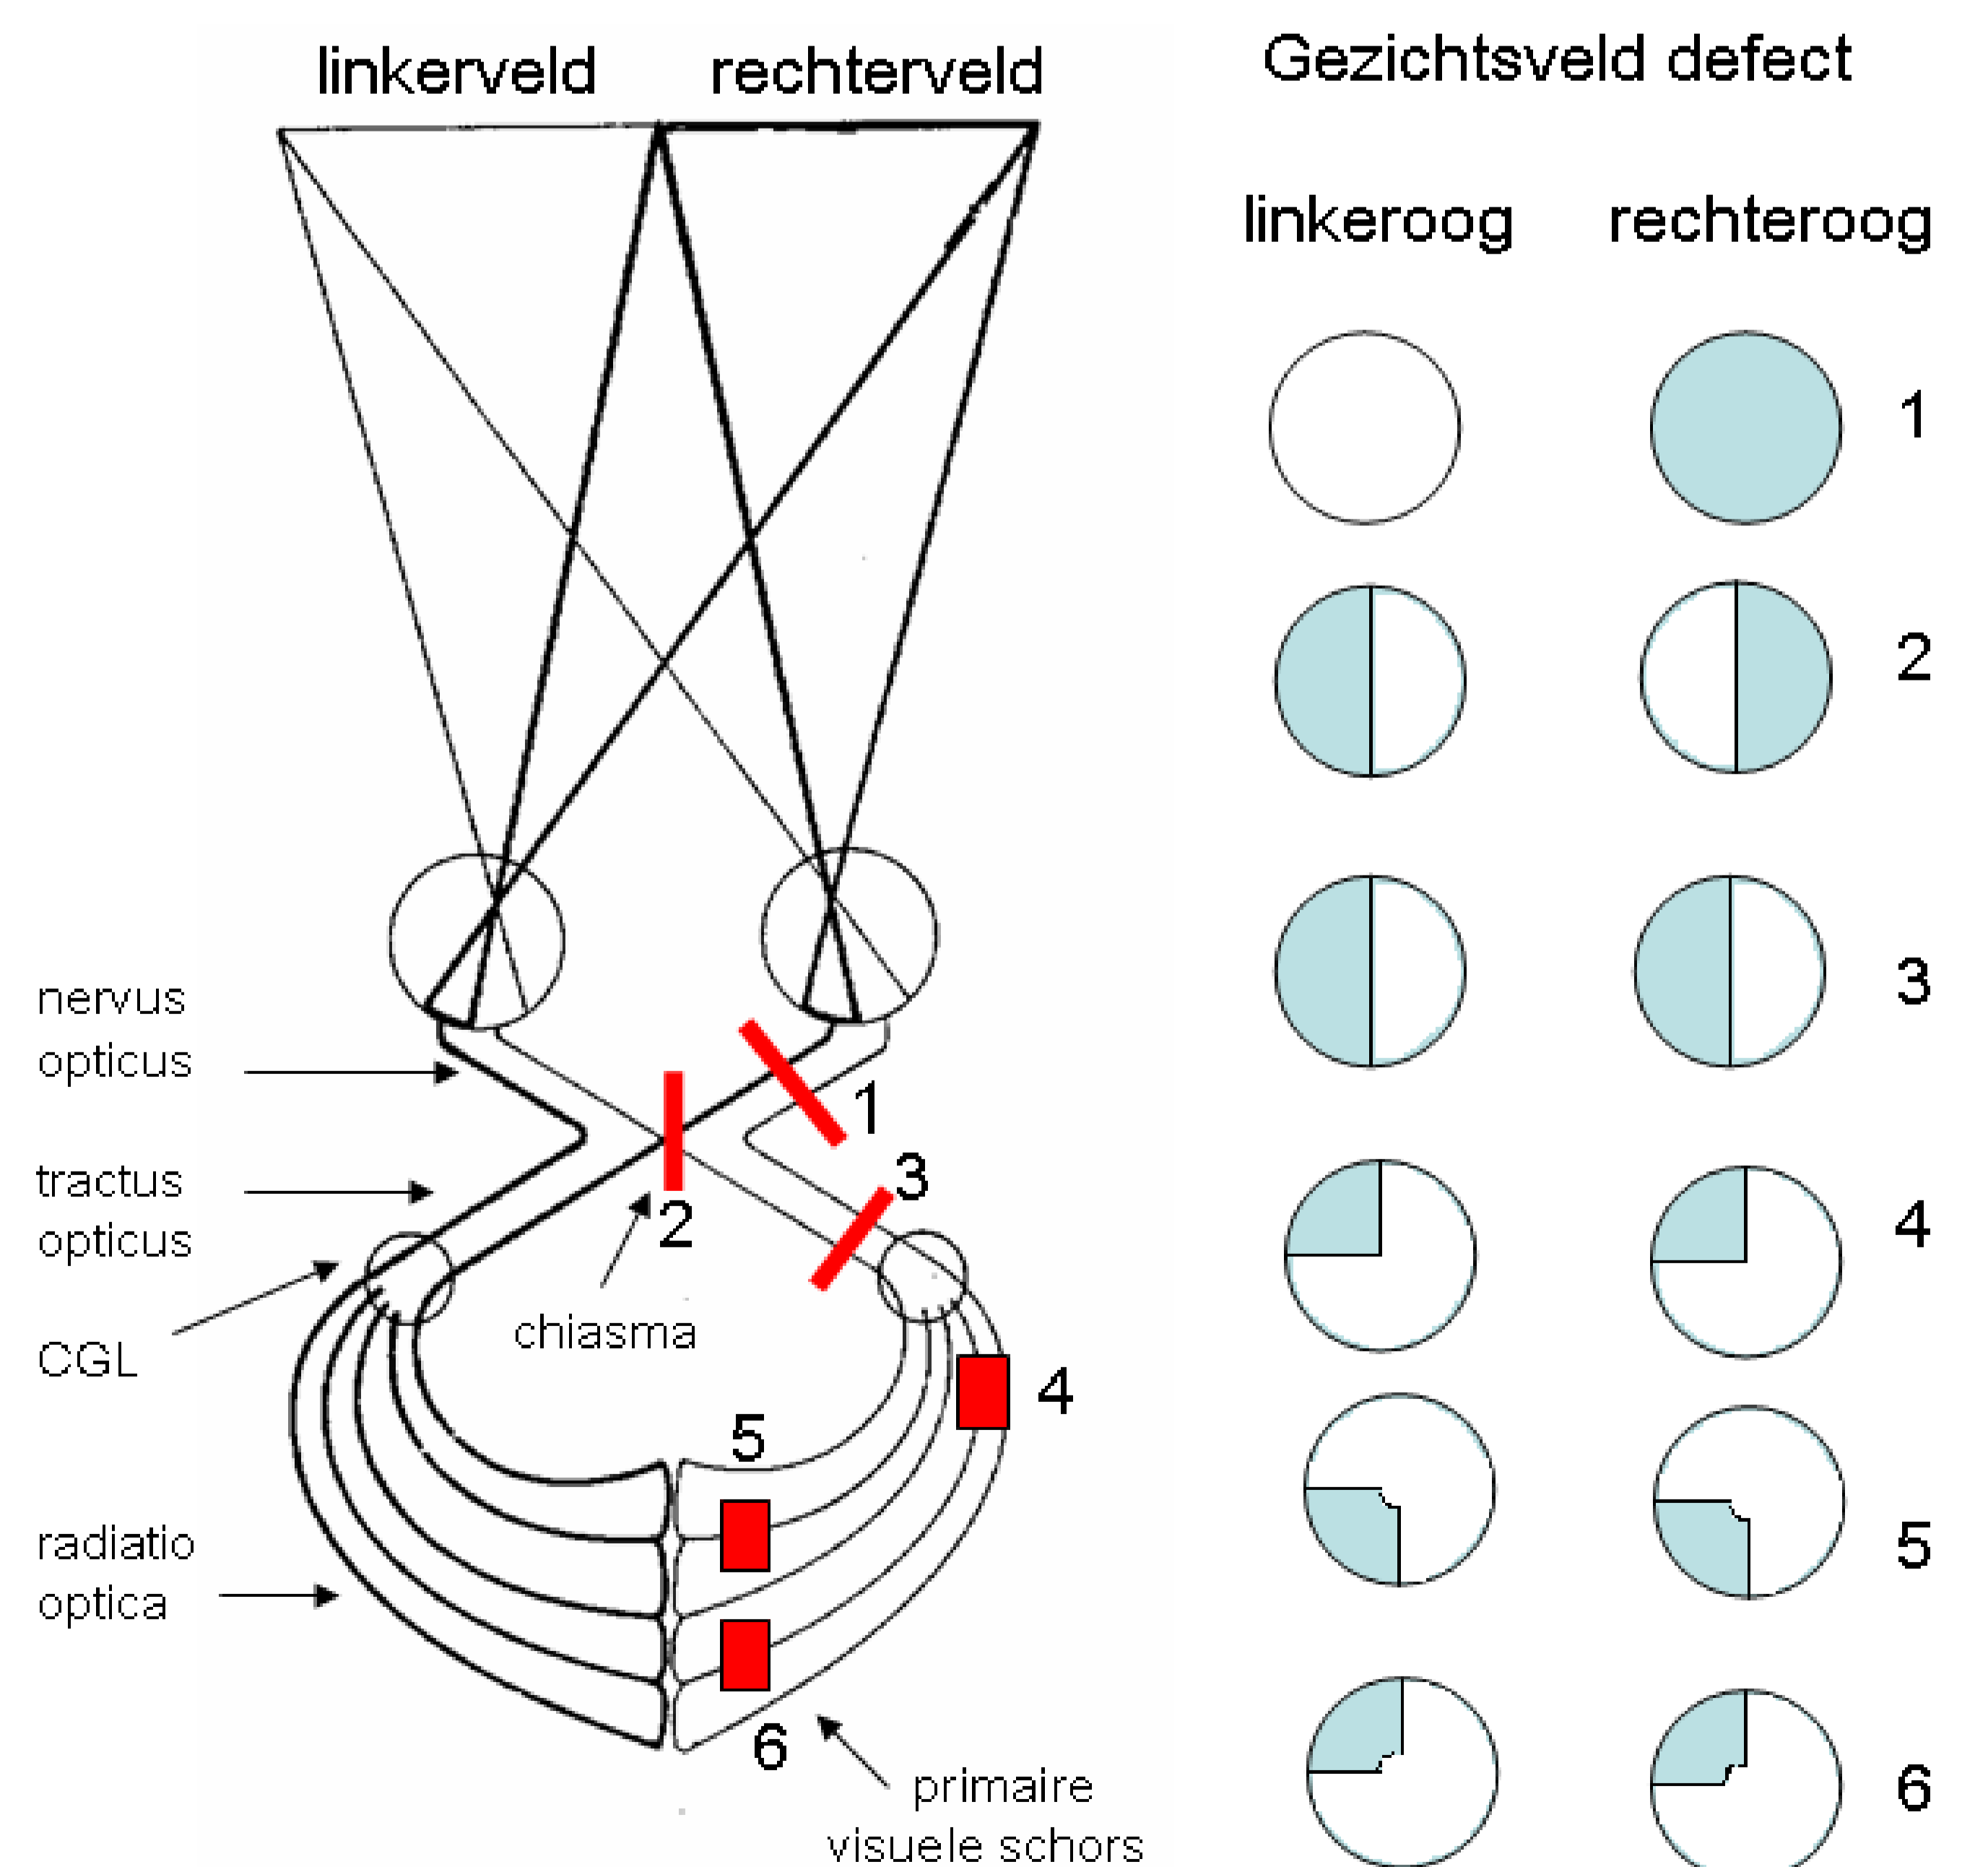 linkerveld
rechterveld
Gezichtsveld defect
linkeroog
rechteroog
nervus
opticus
tractus
opticus
CGL
chiasma
radiatio
optica
primaire
visuele schors
1
2
3
4
5
6
1
2
3
4
5
6